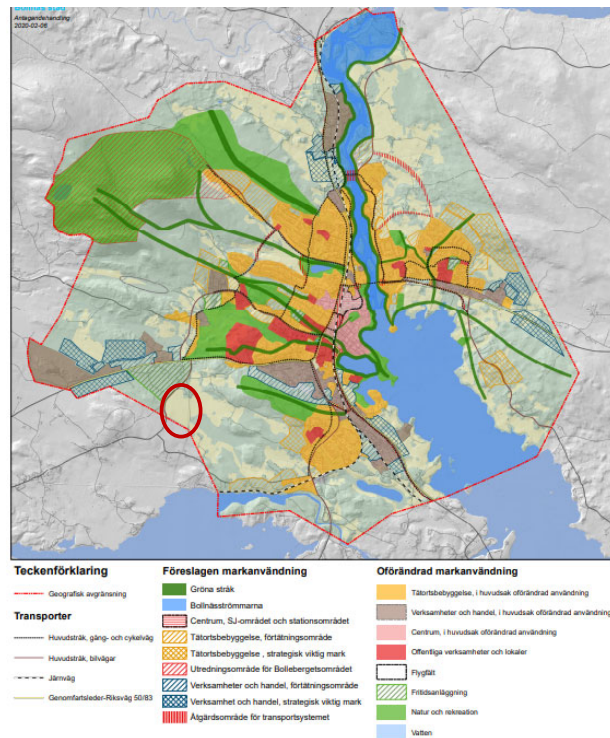 Bollnäs stad
Antagandehandling
2020-02-06
Teckenförklaring
Geografisk avgränsning
Transporter
Huvudstråk, gång- och cykelväg
Huvudstråk, bilvägar
Järnväg
Genomfartsleder-Riksväg 50/83
Föreslagen markanvändning
Gröna stråk
Bollnäsströmmarna
Centrum, SJ-området och stationsområdet
Tätortsbebyggelse, förtätningsområde
Tätortsbebyggelse , strategisk viktig mark
Utredningsområde för Bollebergetsområdet
Verksamheter och handel, förtätningsområde
Verksamhet och handel, strategisk viktig mark
Åtgärdsområde för transportsystemet
Oförändrad markanvändning
Tätortsbebyggelse, i huvudsak oförändrad användning
Verksamheter och handel, i huvudsak oförändrad användning
Centrum, i huvudsak oförändrad användning
Offentliga verksamheter och lokaler
Flygfält
Fritidsanläggning
Natur och rekreation
Vatten